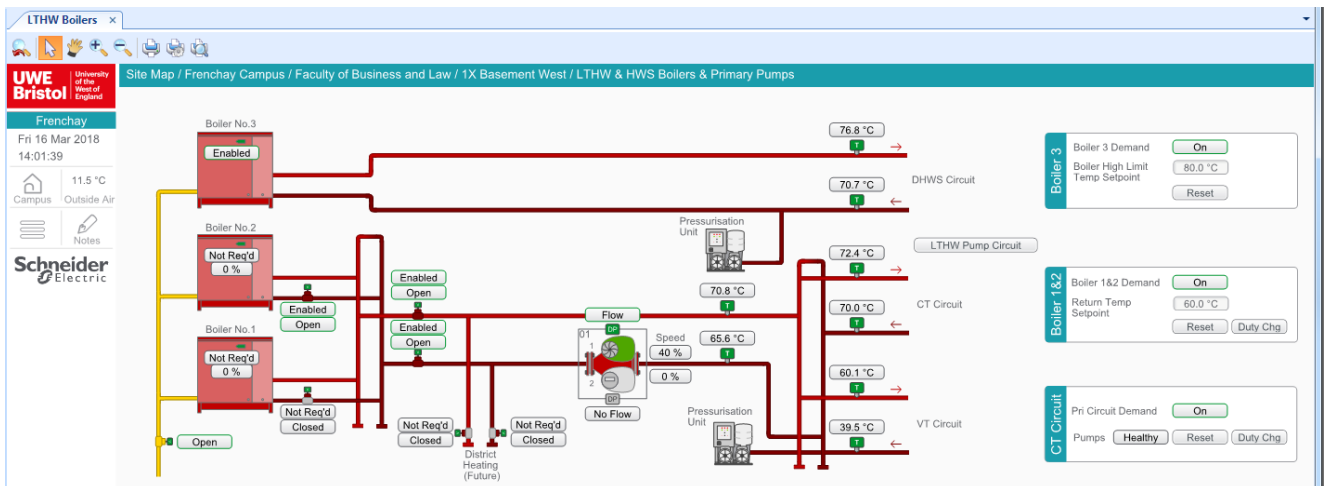 LTHW Boilers ×
UWE Bristol
University of the West of England
Site Map / Frenchay Campus / Faculty of Business and Law / 1X Basement West / LTHW & HWS Boilers & Primary Pumps
Frenchay
Fri 16 Mar 2018
14:01:39
11.5 °C
Campus
Outside Air
Notes
Schneider
Electric
Boiler No.3
Enabled
Boiler No.2
Not Req'd
0 %
Enabled
Open
Boiler No.1
Not Req'd
0 %
Not Req'd
Closed
Open
Enabled
Open
Enabled
Open
Not Req'd
Closed
Not Req'd
Closed
District
Heating
(Future)
Flow
DP
01
1
2
DP
No Flow
Speed
40 %
0 %
70.8 °C
T
65.6 °C
T
Pressurisation
Unit
Pressurisation
Unit
76.8 °C
T
70.7 °C
T
DHWS Circuit
LTHW Pump Circuit
72.4 °C
T
70.0 °C
T
CT Circuit
60.1 °C
T
39.5 °C
T
VT Circuit
Boiler 3
Boiler 3 Demand
On
Boiler High Limit
Temp Setpoint
80.0 °C
Reset
Boiler 1&2
Boiler 1&2 Demand
On
Return Temp
Setpoint
60.0 °C
Reset
Duty Chg
CT Circuit
Pri Circuit Demand
On
Pumps
Healthy
Reset
Duty Chg